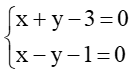 x + y − 3 = 0
x − y − 1 = 0